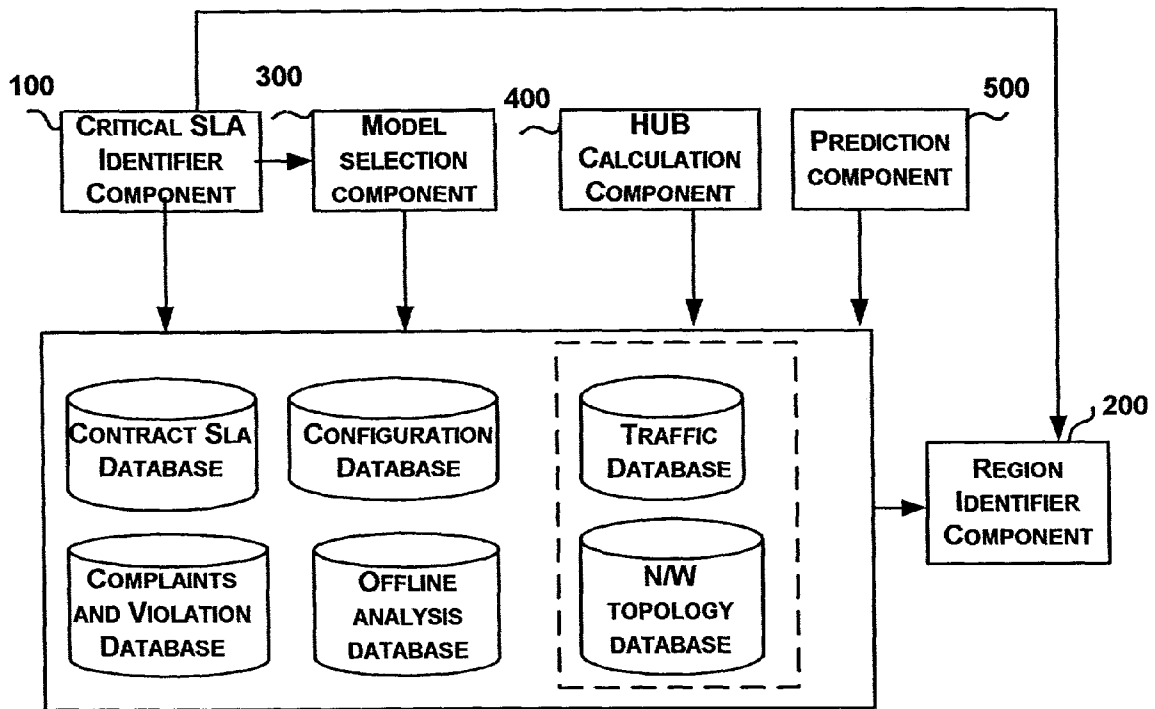 100
CRITICAL SLA
IDENTIFIER
COMPONENT
300
MODEL
SELECTION
COMPONENT
400
HUB
CALCULATION
COMPONENT
500
PREDICTION
COMPONENT
CONTRACT SLA
DATABASE
CONFIGURATION
DATABASE
TRAFFIC
DATABASE
COMPLAINTS
AND VIOLATION
DATABASE
OFFLINE
ANALYSIS
DATABASE
N/W
TOPOLOGY
DATABASE
200
REGION
IDENTIFIER
COMPONENT